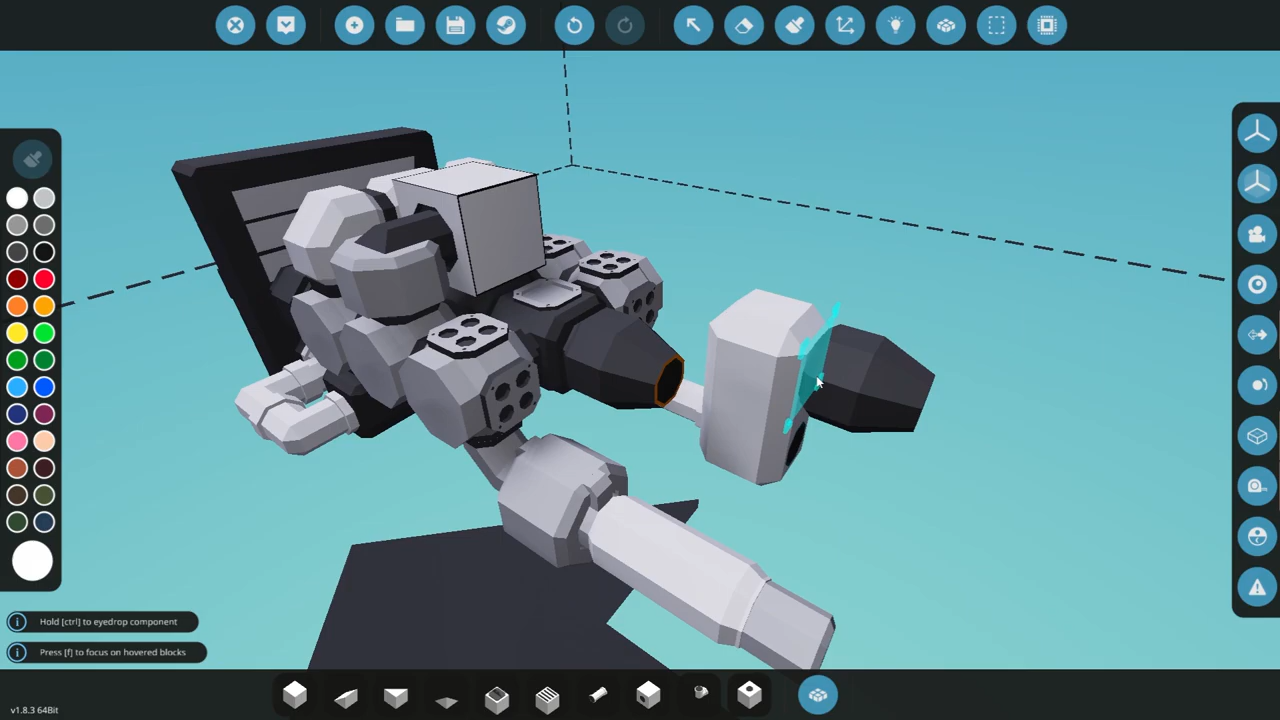 Hold [ctrl] to eyedrop component
Press [f] to focus on hovered blocks
v1.8.3 64Bit